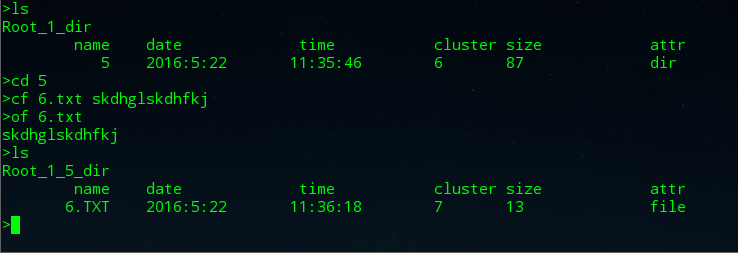 >ls
Root_1_dir
name date time cluster size attr
5 2016:5:22 11:35:46 6 87 dir
>cd 5
>cf 6.txt skdhglskdhfkj
>of 6.txt
skdhglskdhfkj
>ls
Root_1_5_dir
name date time cluster size attr
6.TXT 2016:5:22 11:36:18 7 13 file
>